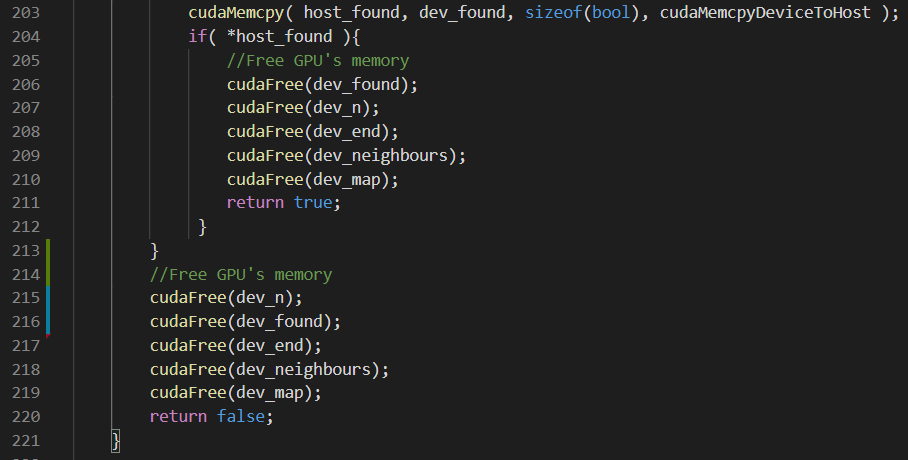 203 cudaMemcpy( host_found, dev_found, sizeof(bool), cudaMemcpyDeviceToHost );
204 if( *host_found ){
205 //Free GPU's memory
206 cudaFree(dev_found);
207 cudaFree(dev_n);
208 cudaFree(dev_end);
209 cudaFree(dev_neighbours);
210 cudaFree(dev_map);
211 return true;
212 }
213 }
214 //Free GPU's memory
215 cudaFree(dev_n);
216 cudaFree(dev_found);
217 cudaFree(dev_end);
218 cudaFree(dev_neighbours);
219 cudaFree(dev_map);
220 return false;
221 }